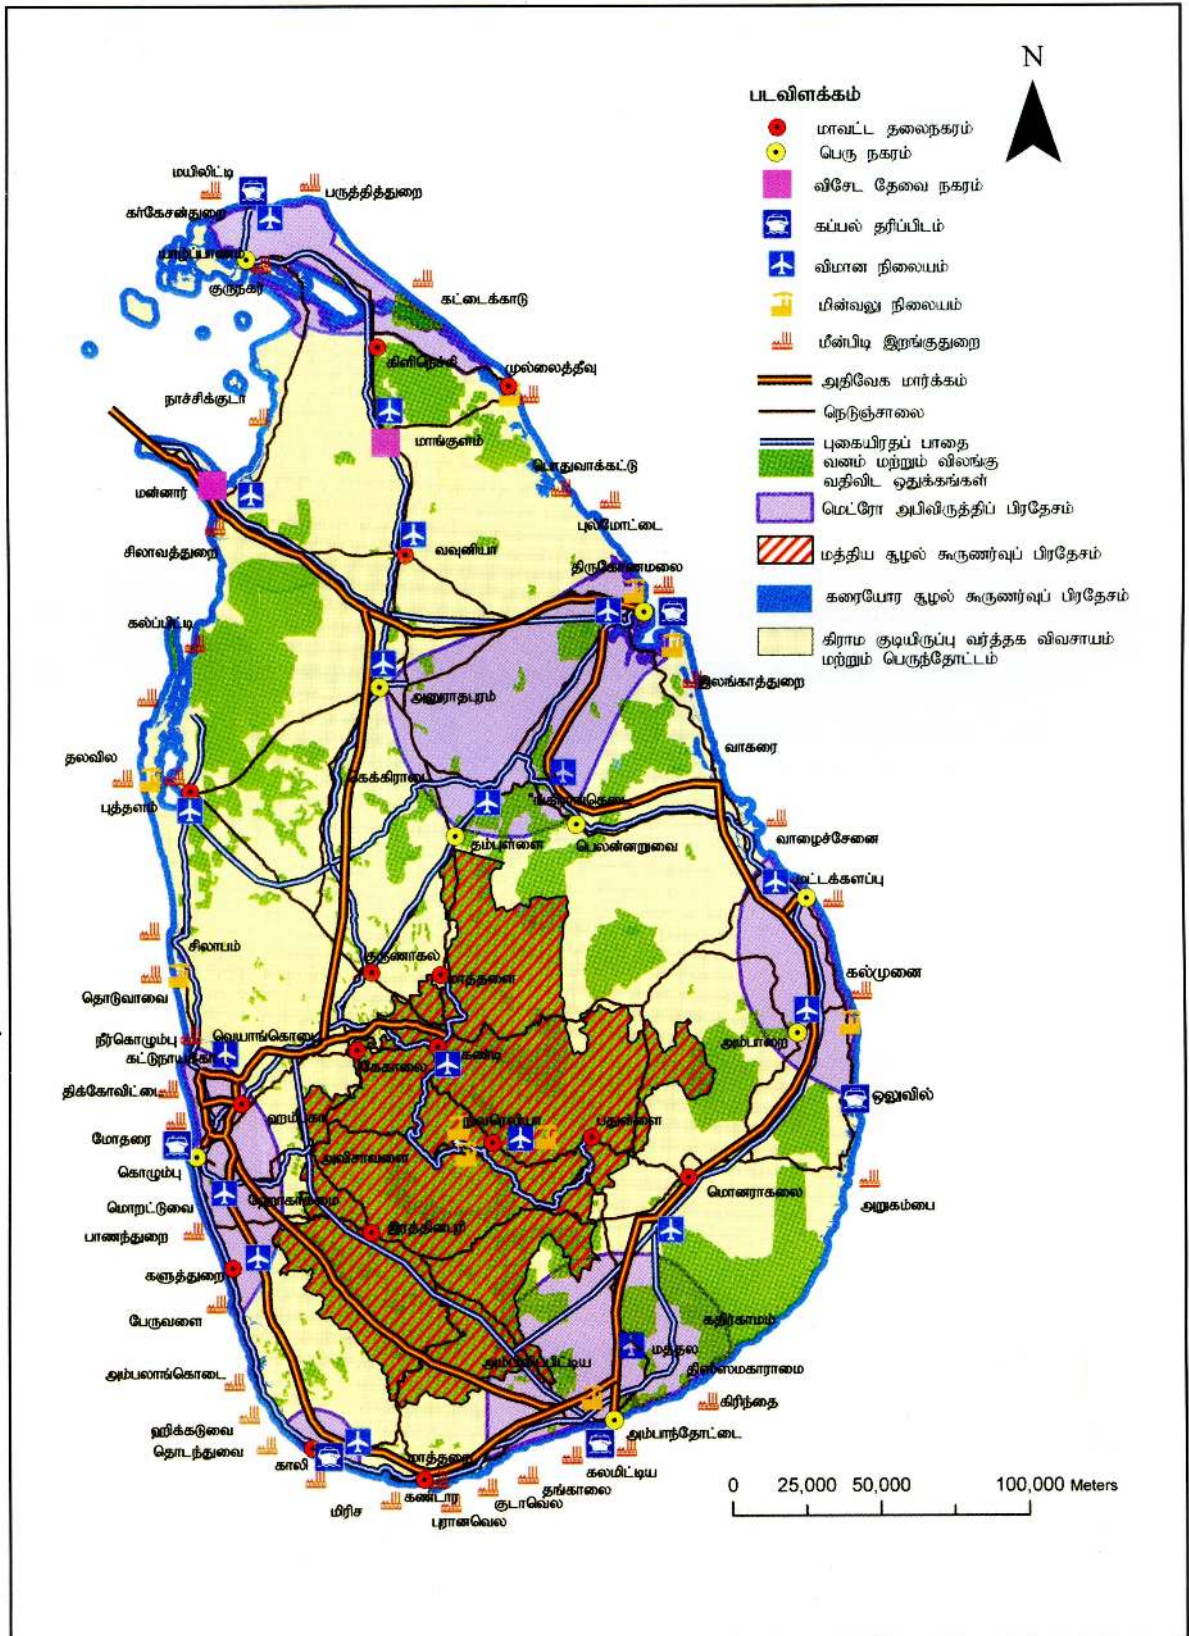 N
படவிளக்கம்
மாவட்ட தலைநகரம்
பெரு நகரம்
விசேட தேவை நகரம்
கப்பல் தரிப்பிடம்
விமான நிலையம்
மின்வலு நிலையம்
மீன்பிடி இறங்குதுறை
அதிவேக மார்க்கம்
நெடுஞ்சாலை
புகையிரதப் பாதை
வனம் மற்றும் விலங்கு
வதிவிட ஒதுக்கங்கள்
மெட்ரோ அபிவிருத்திப் பிரதேசம்
மத்திய சூழல் கூருணர்வுப் பிரதேசம்
கரையோர சூழல் கூருணர்வுப் பிரதேசம்
கிராம குடியிருப்பு வர்த்தக விவசாயம்
மற்றும் பெருந்தோட்டம்
மயிலிட்டி
பருத்தித்துறை
காங்கேசன்துறை
யாழ்ப்பாணம்
குருநகர்
கட்டைக்காடு
கிளிநெச்சி
முல்லைத்தீவு
நாச்சிக்குடா
மாங்குளம்
பொதுவாக்கட்டு
மன்னார்
புல்மோட்டை
சிலாவத்துறை
வவுனியா
திருகோணமலை
கல்ப்பிட்டி
இலங்காத்துறை
அனுராதபுரம்
வாகரை
தலவில
கெக்கிராவ
புத்தளம்
தம்புள்ளை
பெலன்னறுவை
வாழைச்சேனை
மட்டக்களப்பு
சிலாபம்
குருணாகல்
மாத்தளை
கல்முனை
தொடுவாவை
நீர்கொழும்பு
வெயாங்கொட
கட்டுநாயக்கா
கேகாலை
கண்டி
அம்பாறை
திக்கோவிட்ட
ஒலுவில்
ஹம்பகா
நுவரெலியா
பதுள்ளை
மோதரை
கொழும்பு
அவிசாவளை
மொனராகலை
மொறட்டுவை
ஹோகாகமை
அறுகம்பை
பாணந்துறை
இரத்திபுரி
களுத்துறை
பேருவளை
கதிர்காமம்
மத்தல
அம்பலாங்கொடை
அம்பிலிப்பிட்டிய
திஸ்ஸமகாராமை
கிரிந்தை
ஹிக்கடுவை
அம்பாந்தோட்டை
தொடந்துவை
காலி
மாத்தறை
கலமிட்டிய
தங்காலை
கண்டார
குடாவெல
மிரிச
புரானவெல
0 25,000 50,000 100,000 Meters